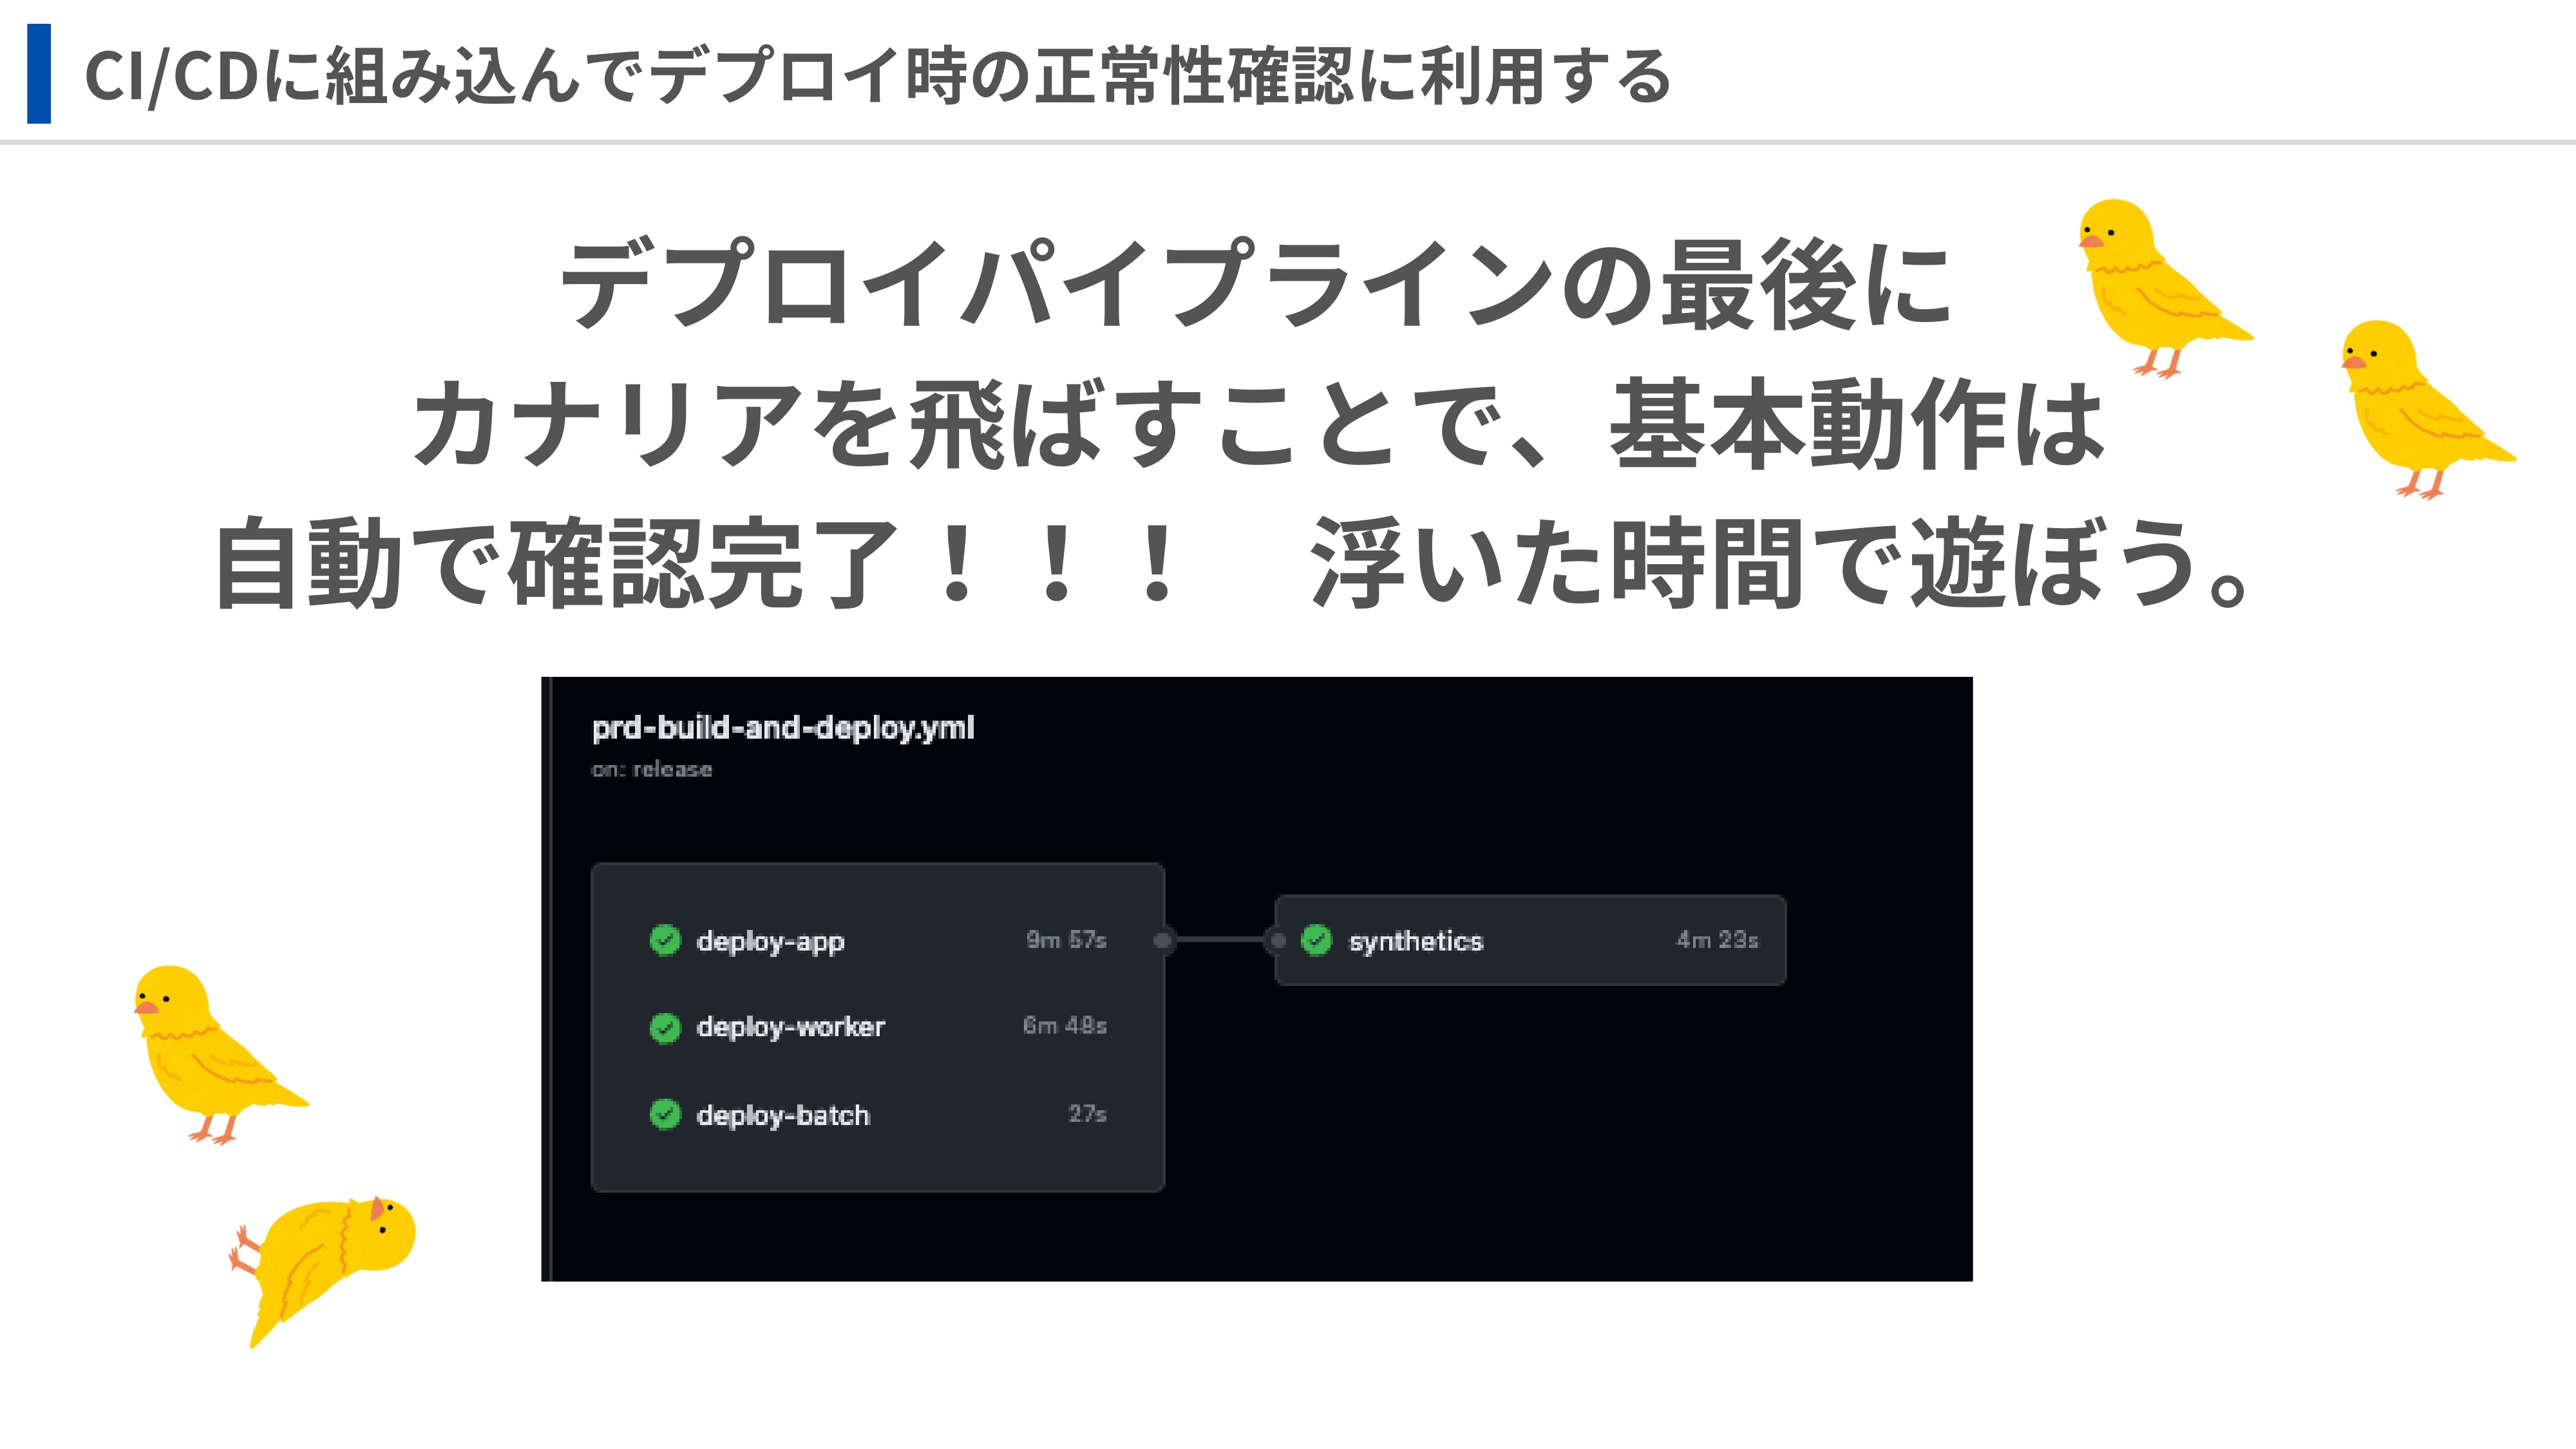 CI/CDに組み込んでデプロイ時の正常性確認に利用する
デプロイパイプラインの最後に
カナリアを飛ばすことで、基本動作は
自動で確認完了！！！　浮いた時間で遊ぼう。
prd-build-and-deploy.yml
on: release
deploy-app 9m 57s
synthetics 4m 23s
deploy-worker 6m 48s
deploy-batch 27s